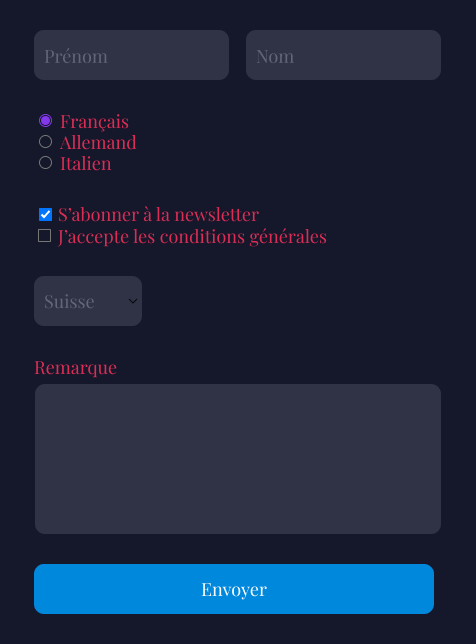 Prénom Nom
Français
Allemand
Italien
S’abonner à la newsletter
J’accepte les conditions générales
Suisse
Remarque
Envoyer